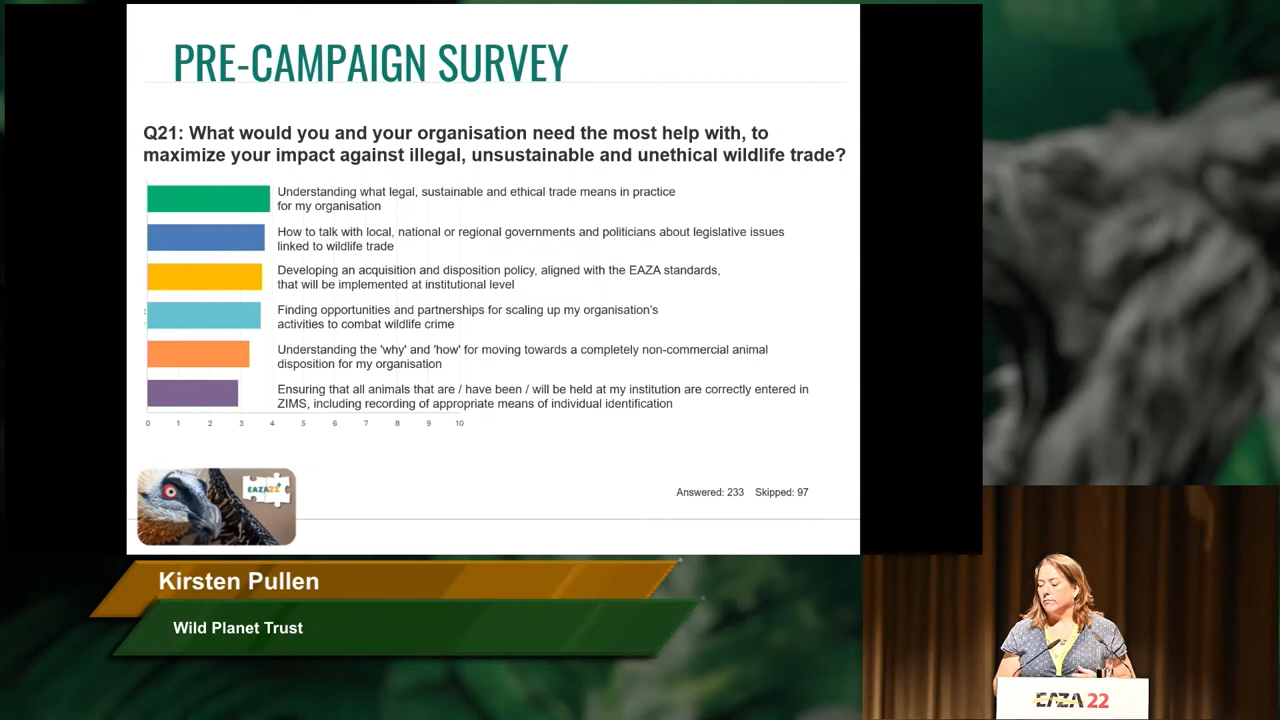 PRE-CAMPAIGN SURVEY
Q21: What would you and your organisation need the most help with, to
maximize your impact against illegal, unsustainable and unethical wildlife trade?
Understanding what legal, sustainable and ethical trade means in practice
for my organisation
How to talk with local, national or regional governments and politicians about legislative issues
linked to wildlife trade
Developing an acquisition and disposition policy, aligned with the EAZA standards,
that will be implemented at institutional level
Finding opportunities and partnerships for scaling up my organisation's
activities to combat wildlife crime
Understanding the 'why' and 'how' for moving towards a completely non-commercial animal
disposition for my organisation
Ensuring that all animals that are / have been / will be held at my institution are correctly entered in
ZIMS, including recording of appropriate means of individual identification
0 1 2 3 4 5 6 7 8 9 10
EAZA21+
Answered: 233 Skipped: 97
Kirsten Pullen
Wild Planet Trust
EAZA 22